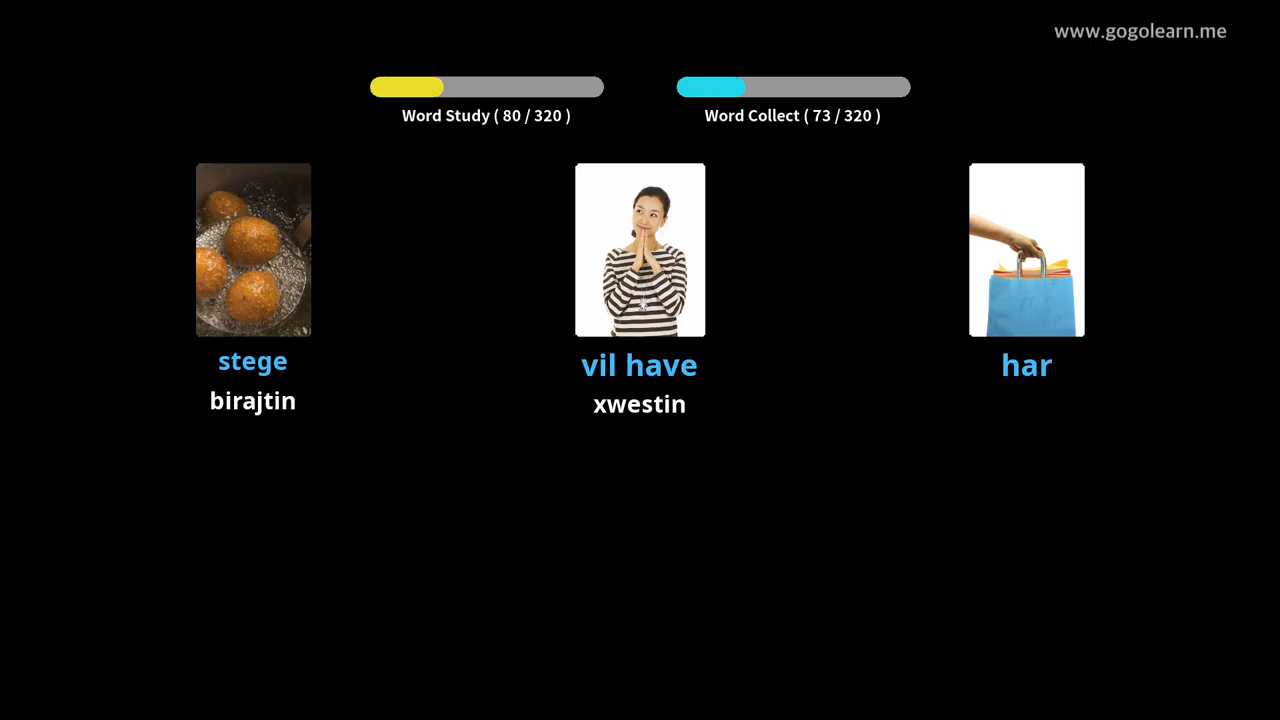 www.gogolearn.me
Word Study ( 80 / 320 )
Word Collect ( 73 / 320 )
stege
vil have
har
birajtin
xwestin